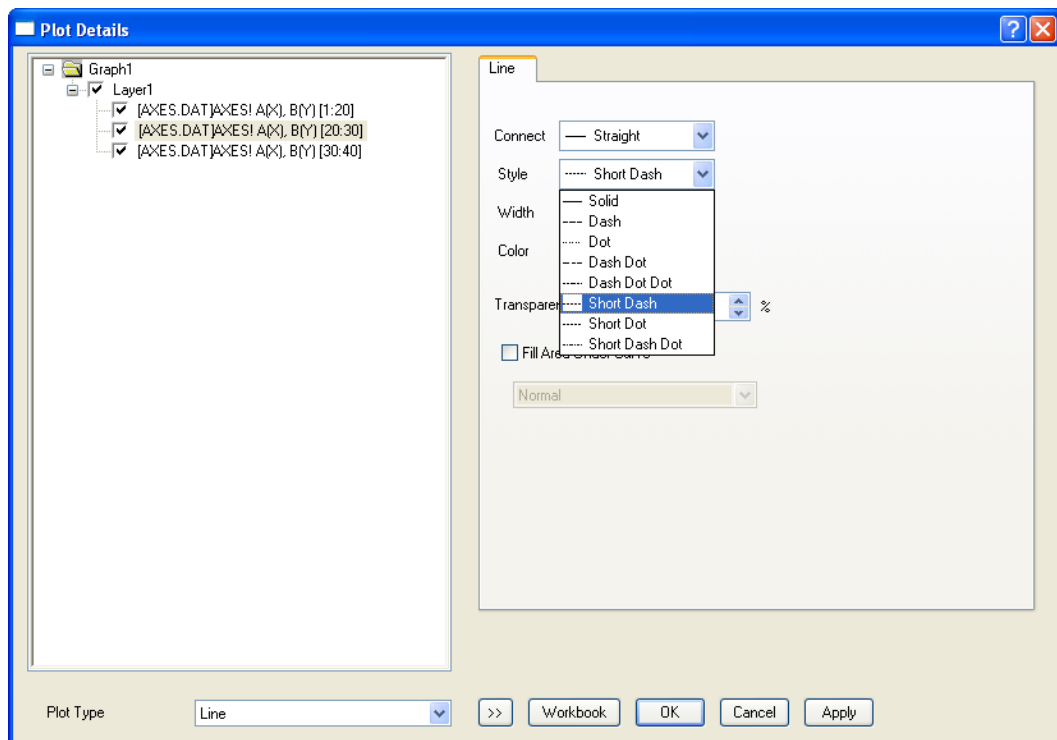 Plot Details
Graph1
Layer1
[AXES.DAT]AXES! A(X), B(Y) [1:20]
[AXES.DAT]AXES! A(X), B(Y) [20:30]
[AXES.DAT]AXES! A(X), B(Y) [30:40]
Line
Connect Straight
Style Short Dash
Solid
Width
Dash
Dot
Color
Dash Dot
Dash Dot Dot
Short Dash
%
Short Dot
Short Dash Dot
Fill
Normal
Plot Type Line
>> Workbook OK Cancel Apply